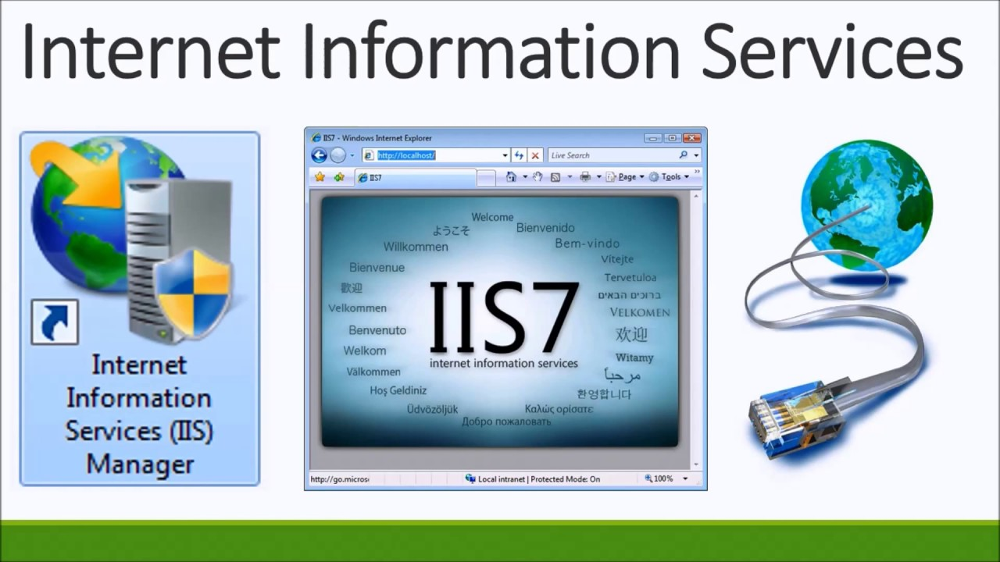 Internet Information Services
Internet
Information
Services (IIS)
Manager
IIS7 - Windows Internet Explorer
http://localhost/
Live Search
IIS7
Page
Tools
Welcome
ようこそ
Bienvenido
Willkommen
Bem-vindo
Vítejte
Bienvenue
Tervetuloa
歡迎
ברוכים הבאים
Velkommen
VELKOMEN
Benvenuto
欢迎
Welkom
Witamy
Välkommen
مرحباً
Hoş Geldiniz
환영합니다
Üdvözöljük
Καλώς ορίσατε
Добро пожаловать
IIS7
internet information services
http://go.micros
Local intranet | Protected Mode: On
100%